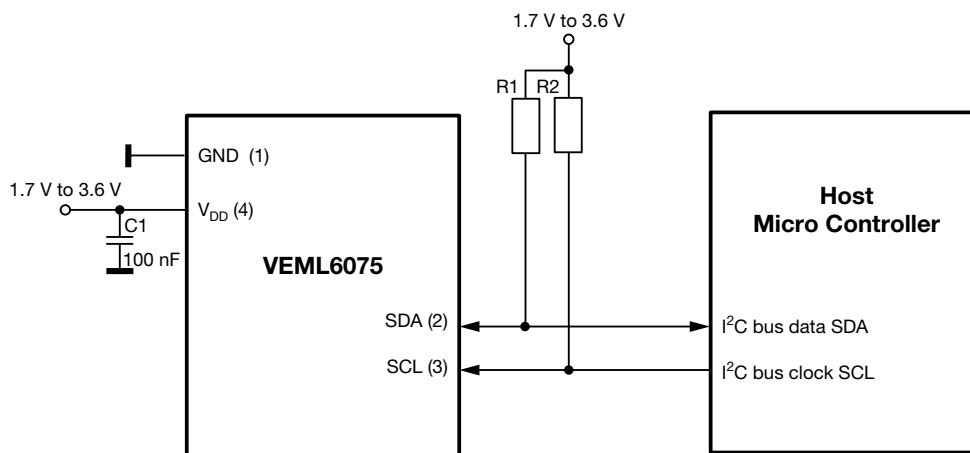 1.7 V to 3.6 V
R1
R2
GND (1)
1.7 V to 3.6 V
V_DD (4)
C1
100 nF
VEML6075
Host
Micro Controller
SDA (2)
I²C bus data SDA
SCL (3)
I²C bus clock SCL